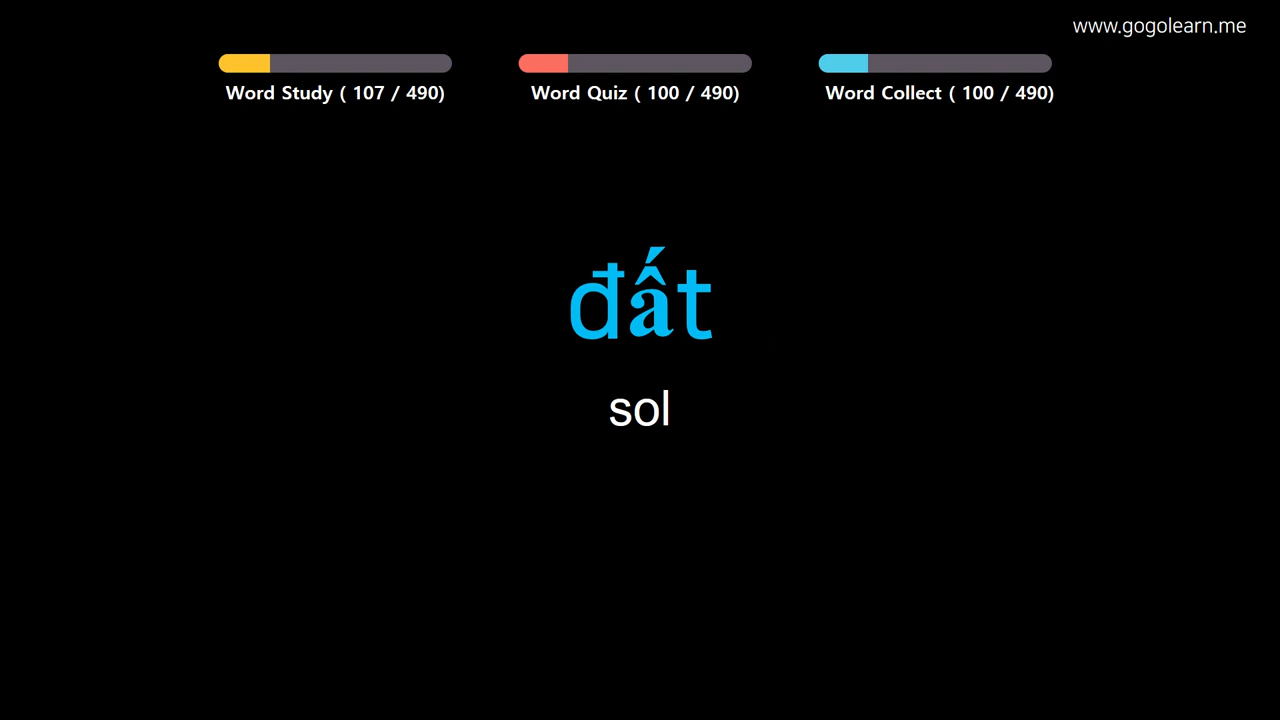 www.gogolearn.me
Word Study ( 107 / 490)
Word Quiz ( 100 / 490)
Word Collect ( 100 / 490)
đất
sol